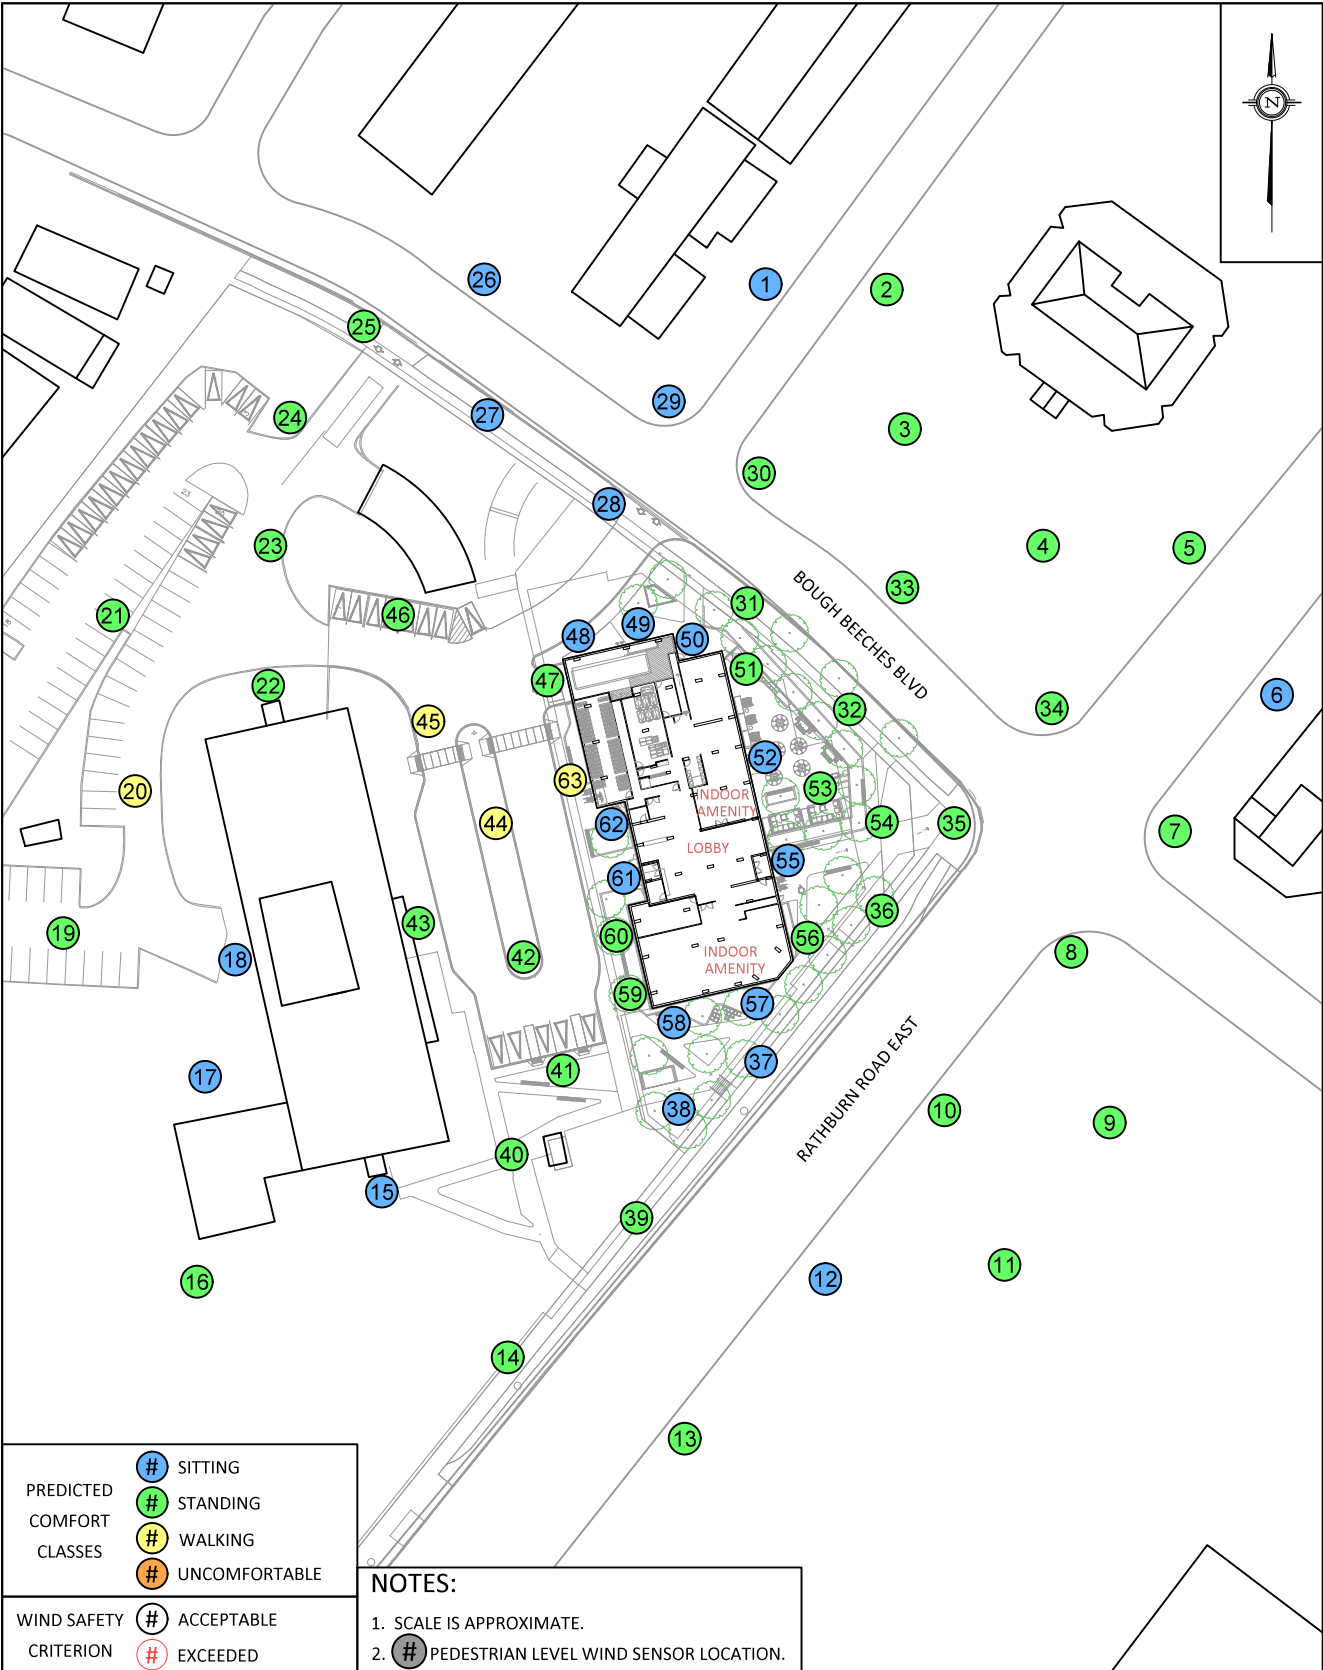 N
26
1
2
25
29
24
27
3
30
28
23
4
5
33
21
46
31
BOUGH BEECHES BLVD
49
48
50
51
47
22
6
34
32
45
52
63
20
53
INDOOR
AMENITY
44
62
54
35
7
LOBBY
55
61
36
43
19
60
56
18
42
INDOOR
AMENITY
8
59
57
58
RATHBURN ROAD EAST
37
41
17
38
10
9
40
15
39
11
12
16
14
13
PREDICTED
COMFORT
CLASSES
# SITTING
# STANDING
# WALKING
# UNCOMFORTABLE
WIND SAFETY
CRITERION
# ACCEPTABLE
# EXCEEDED
NOTES:
1. SCALE IS APPROXIMATE.
2. # PEDESTRIAN LEVEL WIND SENSOR LOCATION.